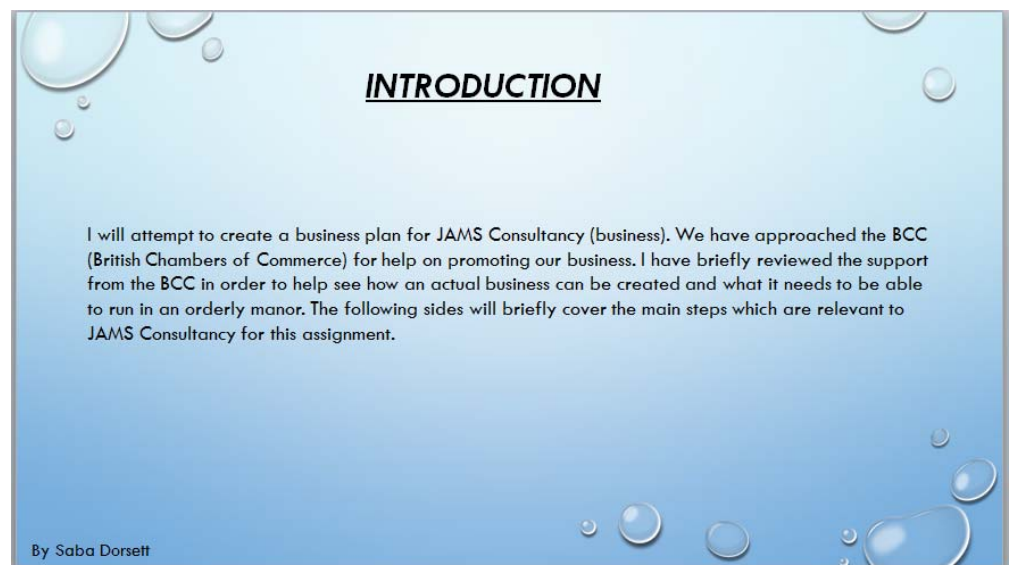 INTRODUCTION
I will attempt to create a business plan for JAMS Consultancy (business). We have approached the BCC
(British Chambers of Commerce) for help on promoting our business. I have briefly reviewed the support
from the BCC in order to help see how an actual business can be created and what it needs to be able
to run in an orderly manor. The following sides will briefly cover the main steps which are relevant to
JAMS Consultancy for this assignment.
By Saba Dorsett